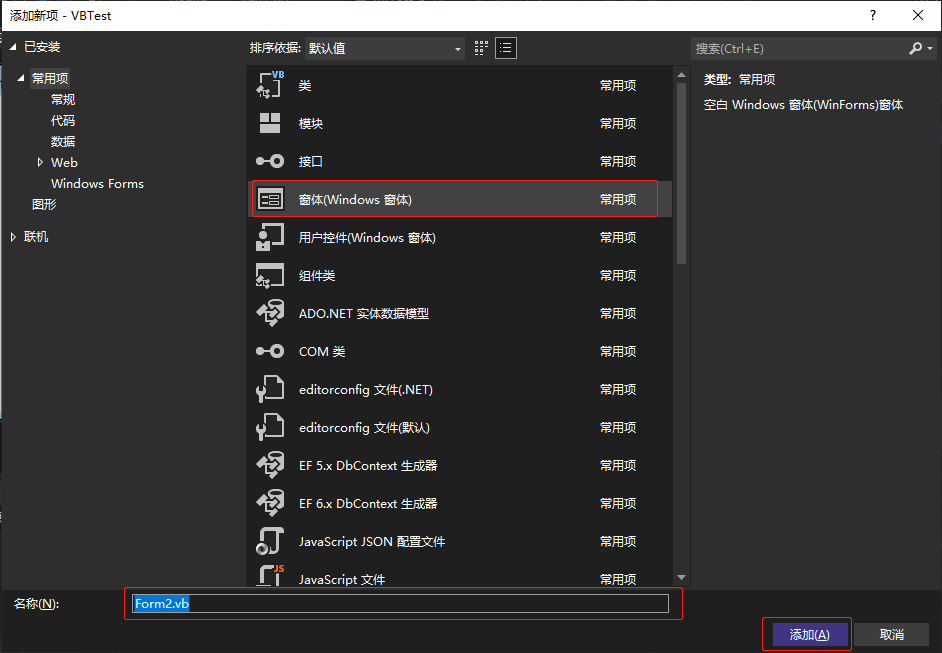 添加新项 - VBTest
?
已安装
常用项
常规
代码
数据
Web
Windows Forms
图形
联机
排序依据: 默认值
VB 类 常用项
模块 常用项
接口 常用项
窗体(Windows 窗体) 常用项
用户控件(Windows 窗体) 常用项
组件类 常用项
ADO.NET 实体数据模型 常用项
COM 类 常用项
editorconfig 文件(.NET) 常用项
editorconfig 文件(默认) 常用项
EF 5.x DbContext 生成器 常用项
EF 6.x DbContext 生成器 常用项
JavaScript JSON 配置文件 常用项
JS JavaScript 文件 常用项
搜索(Ctrl+E)
类型: 常用项
空白 Windows 窗体(WinForms)窗体
名称(N): Form2.vb
添加(A) 取消